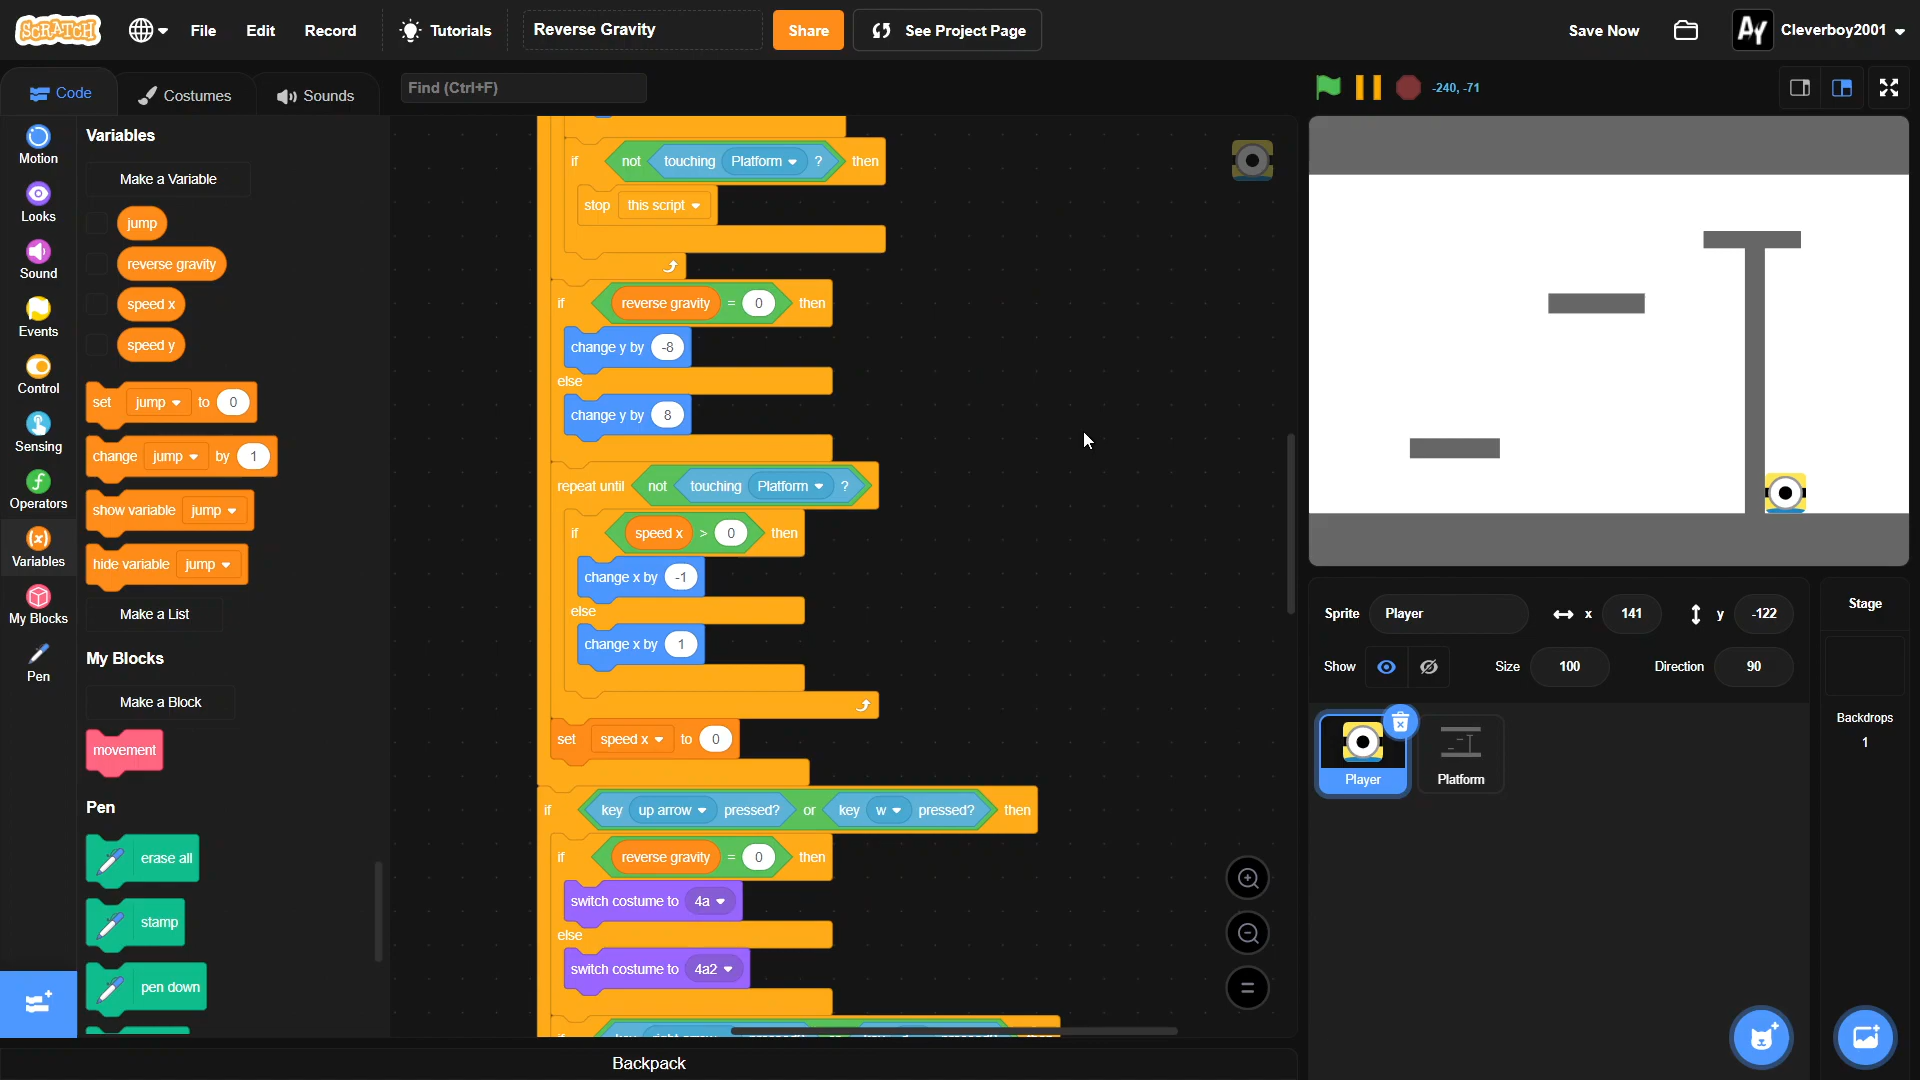 SCRATCH
File
Edit
Record
Tutorials
Reverse Gravity
Share
See Project Page
Save Now
Ay
Cleverboy2001
Code
Costumes
Sounds
Find (Ctrl+F)
-240, -71
Motion
Looks
Sound
Events
Control
Sensing
Operators
Variables
My Blocks
Pen
Variables
Make a Variable
jump
reverse gravity
speed x
speed y
set jump to 0
change jump by 1
show variable jump
hide variable jump
Make a List
My Blocks
Make a Block
movement
Pen
erase all
stamp
pen down
if not touching Platform ? then
stop this script
if reverse gravity = 0 then
change y by -8
else
change y by 8
repeat until not touching Platform ?
if speed x > 0 then
change x by -1
else
change x by 1
set speed x to 0
if key up arrow pressed? or key w pressed? then
if reverse gravity = 0 then
switch costume to 4a
else
switch costume to 4a2
Backpack
Sprite Player x 141 y -122
Show Size 100 Direction 90
Player
Platform
Stage
Backdrops
1